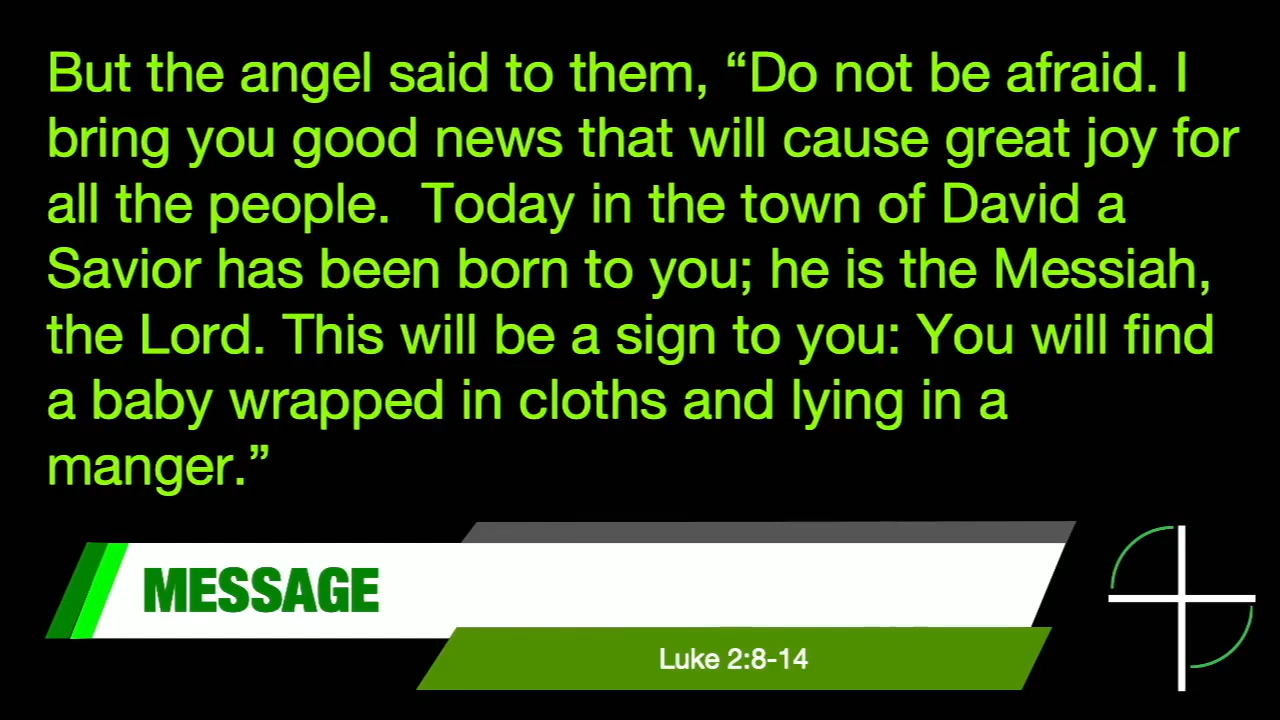 But the angel said to them, “Do not be afraid. I
bring you good news that will cause great joy for
all the people.  Today in the town of David a
Savior has been born to you; he is the Messiah,
the Lord. This will be a sign to you: You will find
a baby wrapped in cloths and lying in a
manger.”
MESSAGE
Luke 2:8-14